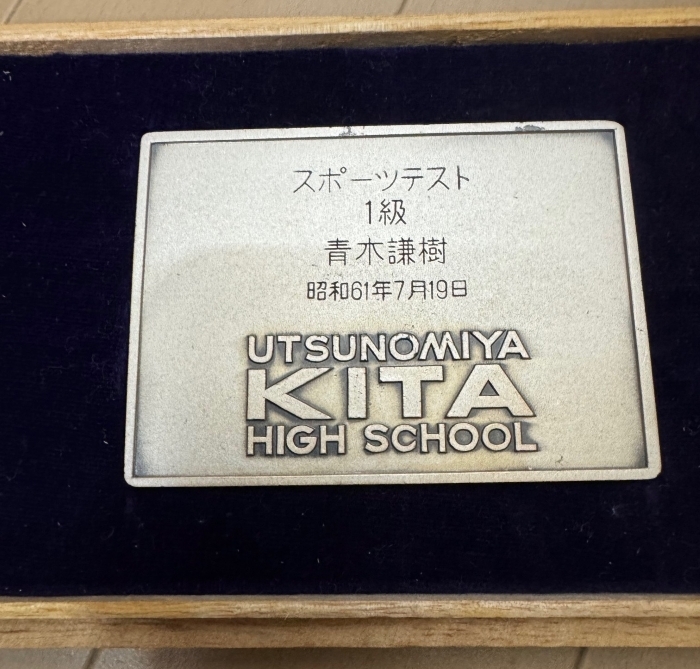 スポーツテスト
1級
青木謙樹
昭和61年7月19日
UTSUNOMIYA
KITA
HIGH SCHOOL